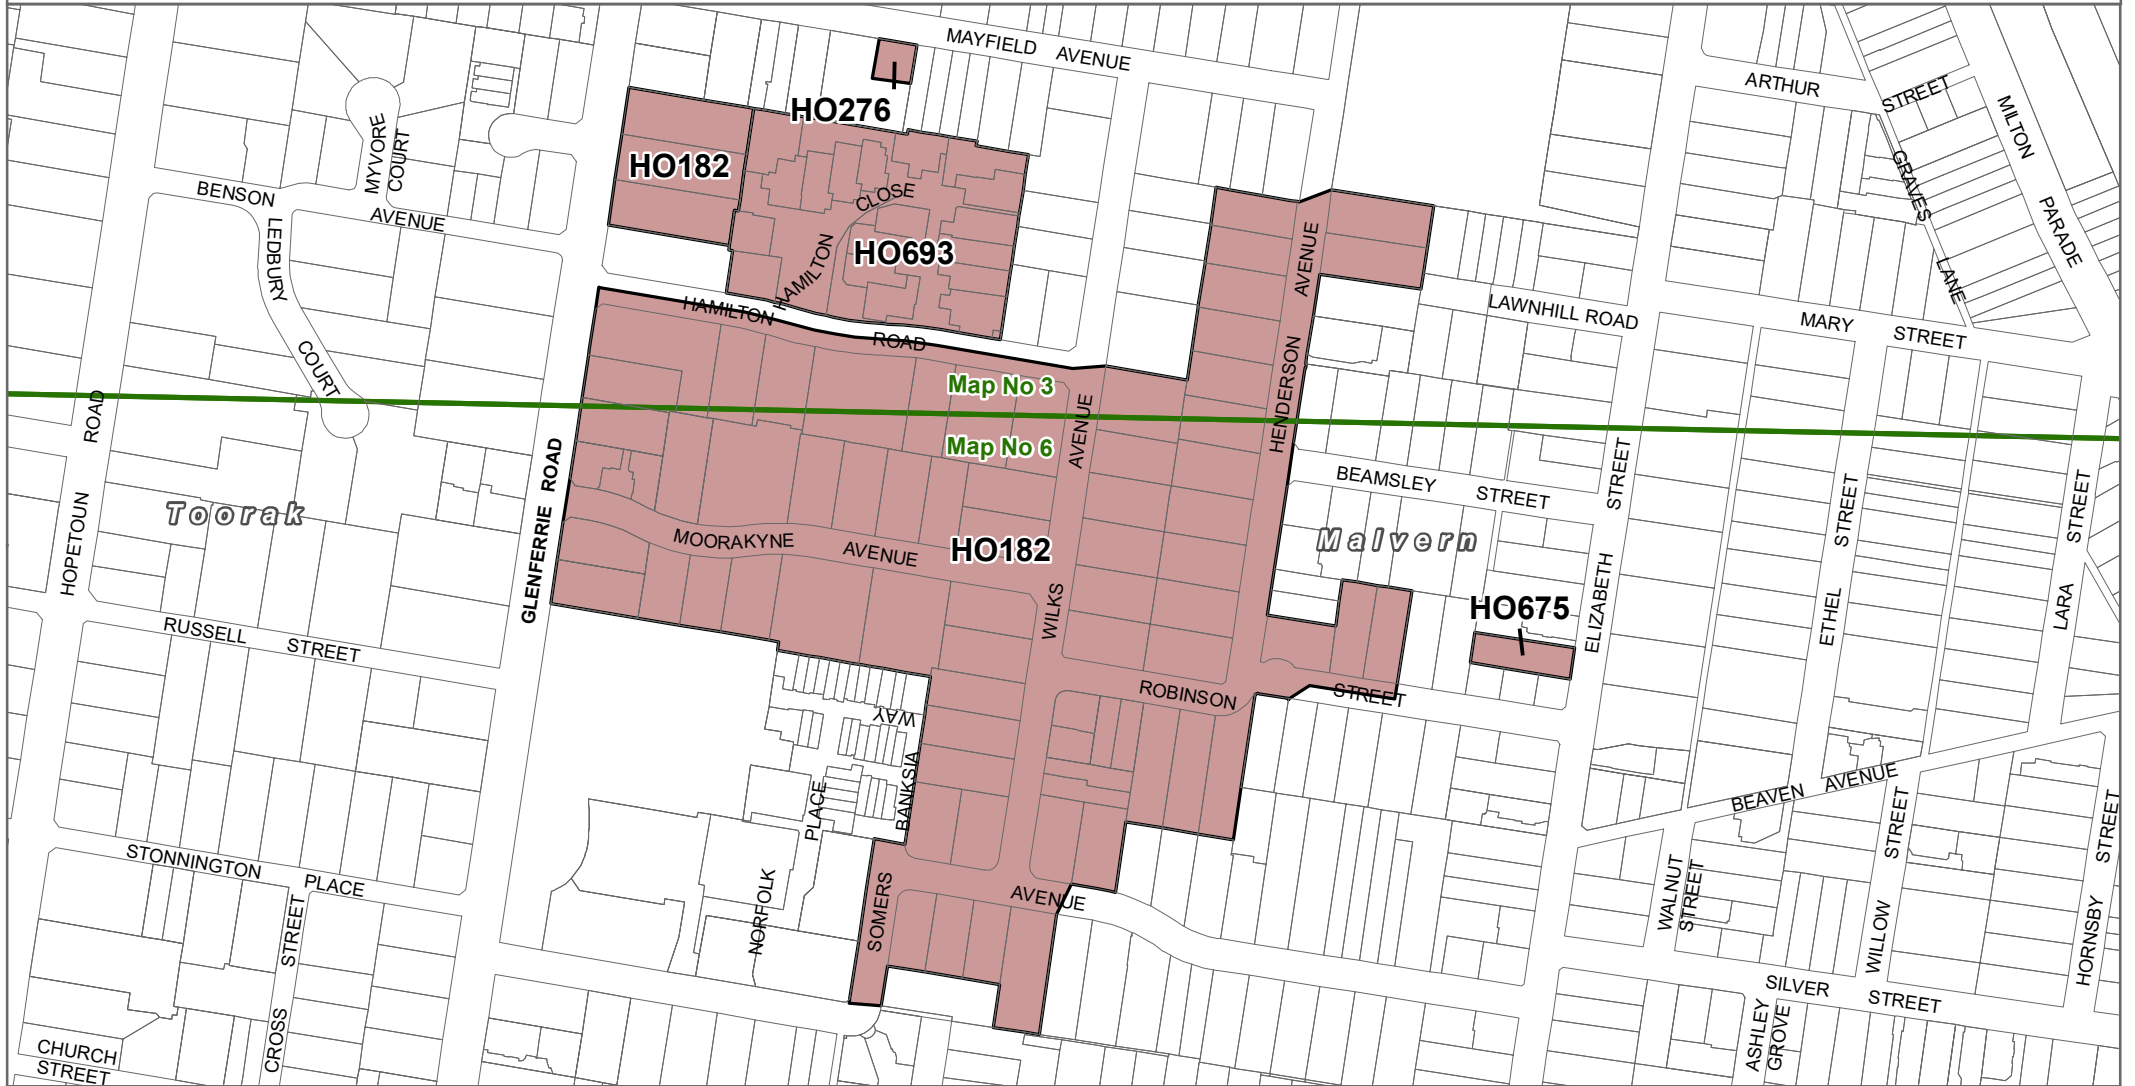 MAYFIELD AVENUE
ARTHUR
STREET
MILTON
PARADE
GRAVES
LANE
HO276
HO182
CLOSE
HAMILTON
HO693
MYVORE
COURT
BENSON
AVENUE
LEDBURY
COURT
HAMILTON
ROAD
AVENUE
HENDERSON
LAWNHILL ROAD
MARY
STREET
Map No 3
Map No 6
ROAD
HOPETOUN
Toorak
GLENFERRIE ROAD
AVENUE
WILKS
BEAMSLEY
STREET
Malvern
STREET
ELIZABETH
STREET
ETHEL
STREET
LARA
MOORAKYNE
AVENUE
HO182
HO675
RUSSELL
STREET
ROBINSON
STREET
WAY
BANKSIA
PLACE
NORFOLK
BEAVEN
AVENUE
STREET
WILLOW
STREET
HORNSBY
STONNINGTON
PLACE
STREET
CROSS
SOMERS
AVENUE
WALNUT
STREET
SILVER
STREET
ASHLEY
GROVE
CHURCH
STREET